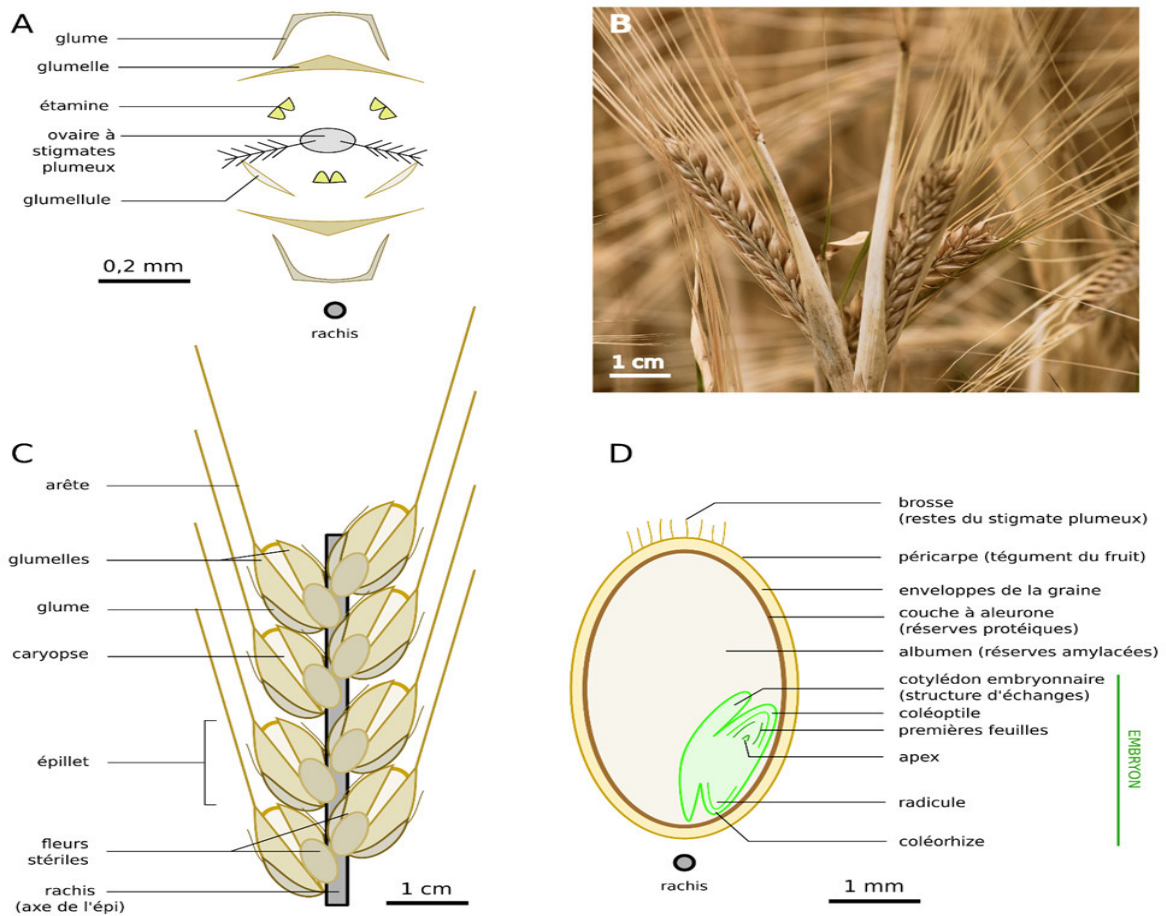 A
glume
glumelle
étamine
ovaire à
stigmates
plumeux
glumellule
0,2 mm
rachis
B
1 cm
C
arête
glumelles
glume
caryopse
épillet
fleurs
stériles
rachis
(axe de l'épi)
1 cm
D
brosse
(restes du stigmate plumeux)
péricarpe (tégument du fruit)
enveloppes de la graine
couche à aleurone
(réserves protéiques)
albumen (réserves amylacées)
cotylédon embryonnaire
(structure d'échanges)
coléoptile
premières feuilles
apex
radicule
coléorhize
EMBRYON
rachis
1 mm